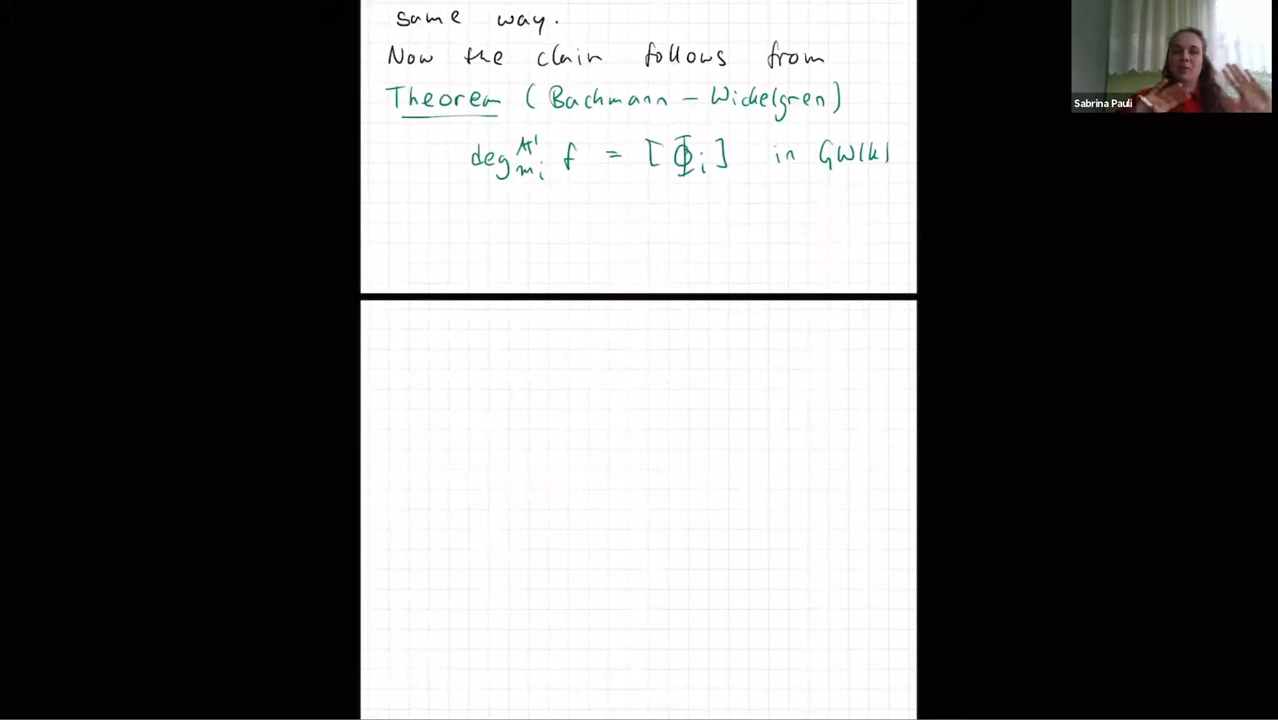 same way.
Now the claim follows from
Theorem (Bachmann – Wickelgren)
deg^{A^1}_{m_i} f = [Φ_i] in GW(k)
Sabrina Pauli